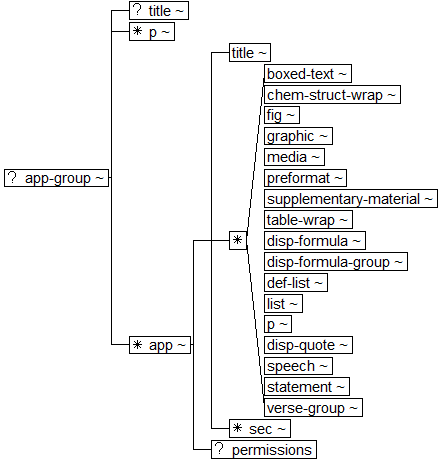 ? title ~
* p ~
title ~
boxed-text ~
chem-struct-wrap ~
fig ~
graphic ~
media ~
preformat ~
? app-group ~
supplementary-material ~
table-wrap ~
*
disp-formula ~
disp-formula-group ~
def-list ~
list ~
p ~
* app ~
disp-quote ~
speech ~
statement ~
verse-group ~
* sec ~
? permissions